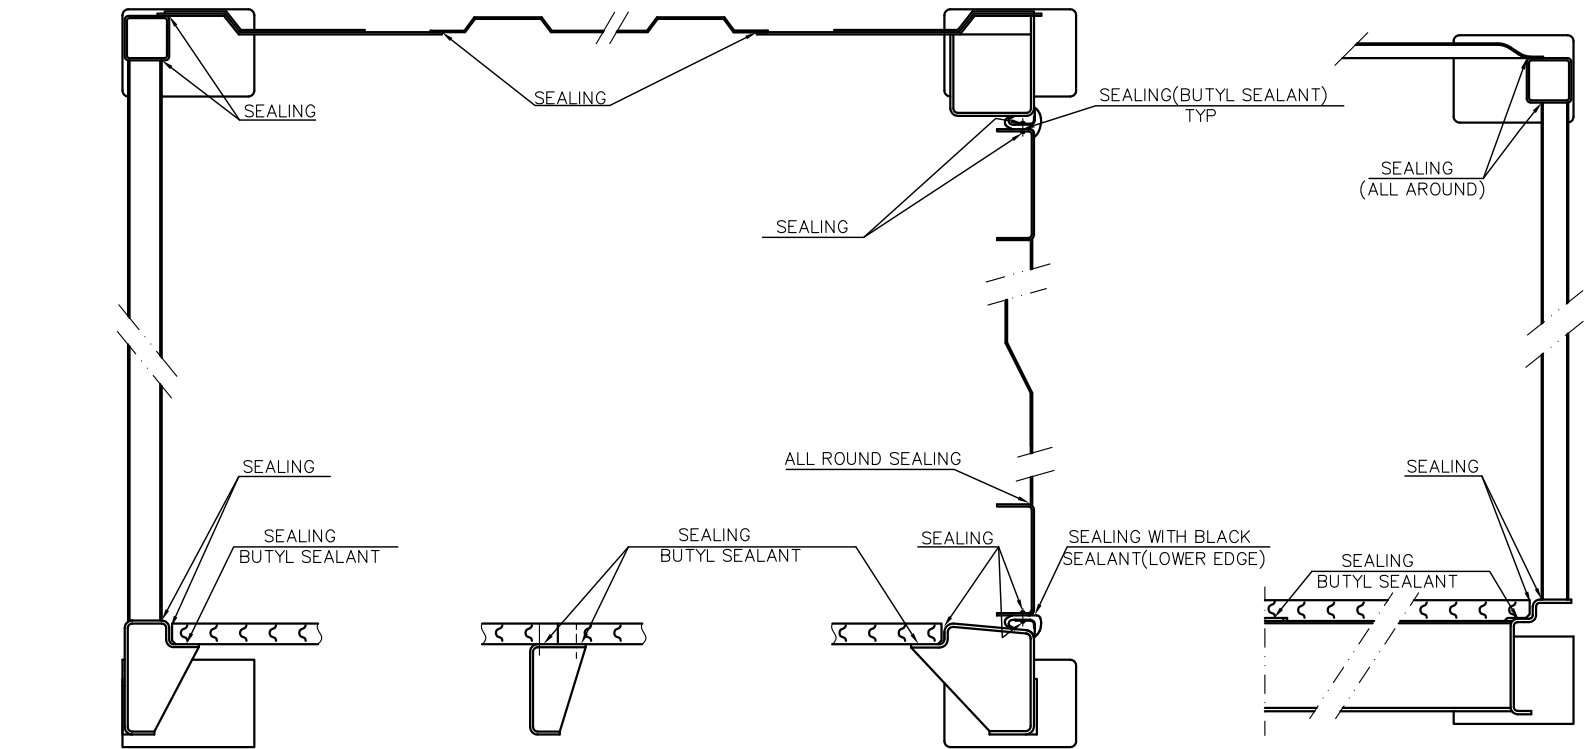 SEALING
SEALING
SEALING(BUTYL SEALANT)
TYP
SEALING
(ALL AROUND)
SEALING
ALL ROUND SEALING
SEALING
SEALING
SEALING
BUTYL SEALANT
SEALING
BUTYL SEALANT
SEALING
SEALING WITH BLACK
SEALANT(LOWER EDGE)
SEALING
BUTYL SEALANT